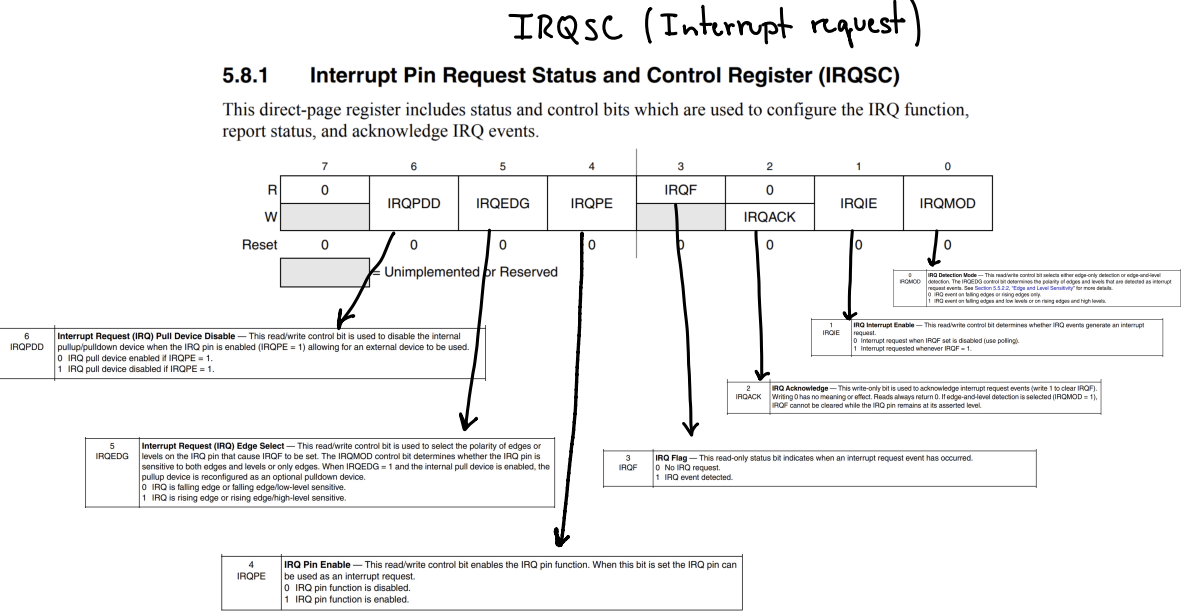 IRQSC (Interrupt request)
5.8.1 Interrupt Pin Request Status and Control Register (IRQSC)
This direct-page register includes status and control bits which are used to configure the IRQ function,
report status, and acknowledge IRQ events.
7 6 5 4 3 2 1 0
R 0 IRQPDD IRQEDG IRQPE IRQF 0 IRQIE IRQMOD
W IRQACK
Reset 0 0 0 0 0 0 0 0
= Unimplemented or Reserved
0
IRQMOD
IRQ Detection Mode — This read/write control bit selects either edge-only detection or edge-and-level
detection. The IRQEDG control bit determines the polarity of edges and levels that are detected as interrupt
request events. See Section 5.5.2.2, "Edge and Level Sensitivity" for more details.
0 IRQ event on falling edges or rising edges only.
1 IRQ event on falling edges and low levels or on rising edges and high levels.
1
IRQIE
IRQ Interrupt Enable — This read/write control bit determines whether IRQ events generate an interrupt
request.
0 Interrupt request when IRQF set is disabled (use polling).
1 Interrupt requested whenever IRQF = 1.
6
IRQPDD
Interrupt Request (IRQ) Pull Device Disable — This read/write control bit is used to disable the internal
pullup/pulldown device when the IRQ pin is enabled (IRQPE = 1) allowing for an external device to be used.
0 IRQ pull device enabled if IRQPE = 1.
1 IRQ pull device disabled if IRQPE = 1.
2
IRQACK
IRQ Acknowledge — This write-only bit is used to acknowledge interrupt request events (write 1 to clear IRQF).
Writing 0 has no meaning or effect. Reads always return 0. If edge-and-level detection is selected (IRQMOD = 1),
IRQF cannot be cleared while the IRQ pin remains at its asserted level.
5
IRQEDG
Interrupt Request (IRQ) Edge Select — This read/write control bit is used to select the polarity of edges or
levels on the IRQ pin that cause IRQF to be set. The IRQMOD control bit determines whether the IRQ pin is
sensitive to both edges and levels or only edges. When IRQEDG = 1 and the internal pull device is enabled, the
pullup device is reconfigured as an optional pulldown device.
0 IRQ is falling edge or falling edge/low-level sensitive.
1 IRQ is rising edge or rising edge/high-level sensitive.
3
IRQF
IRQ Flag — This read-only status bit indicates when an interrupt request event has occurred.
0 No IRQ request.
1 IRQ event detected.
4
IRQPE
IRQ Pin Enable — This read/write control bit enables the IRQ pin function. When this bit is set the IRQ pin can
be used as an interrupt request.
0 IRQ pin function is disabled.
1 IRQ pin function is enabled.